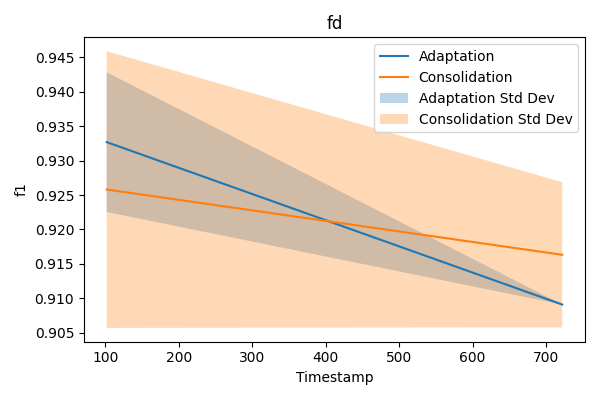 fd
Adaptation
Consolidation
Adaptation Std Dev
Consolidation Std Dev
f1
0.945
0.940
0.935
0.930
0.925
0.920
0.915
0.910
0.905
100 200 300 400 500 600 700
Timestamp